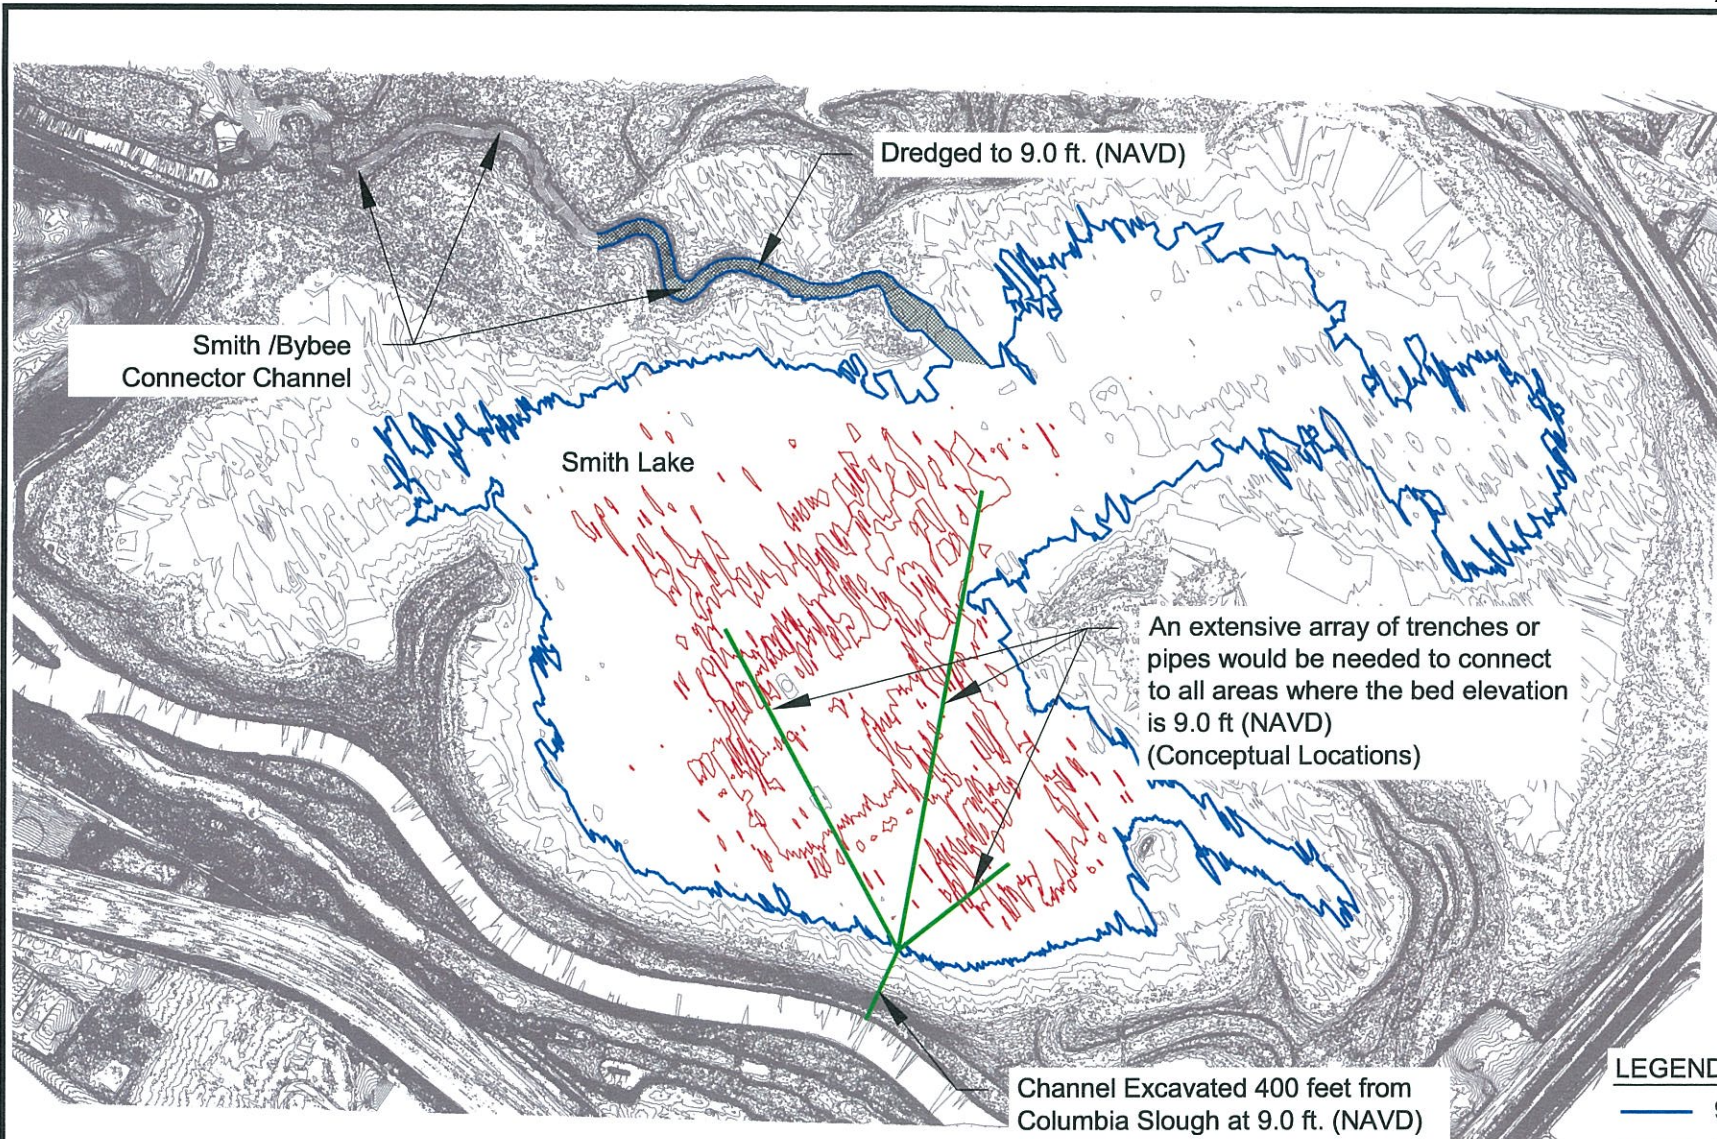 Dredged to 9.0 ft. (NAVD)
Smith /Bybee
Connector Channel
Smith Lake
An extensive array of trenches or
pipes would be needed to connect
to all areas where the bed elevation
is 9.0 ft (NAVD)
(Conceptual Locations)
Channel Excavated 400 feet from
Columbia Slough at 9.0 ft. (NAVD)
LEGEND